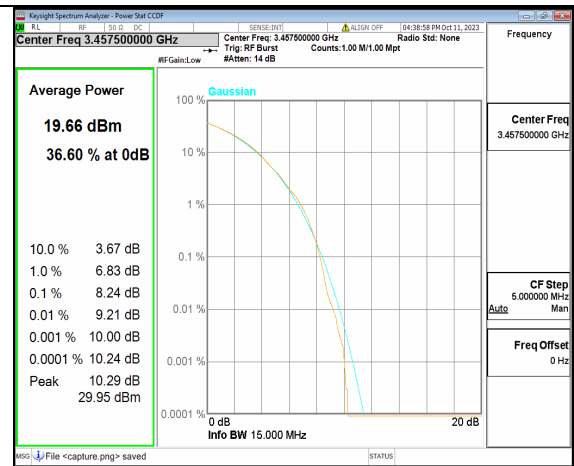 Keysight Spectrum Analyzer - Power Stat CCDF
RL RF 50 Ω DC SENSE:INT ALIGN OFF 04:38:58 PM Oct 11, 2023
Center Freq 3.457500000 GHz
Center Freq: 3.457500000 GHz Radio Std: None
Trig: RF Burst Counts:1.00 M/1.00 Mpt
#IFGain:Low #Atten: 14 dB
Frequency
Average Power
19.66 dBm
36.60 % at 0dB
10.0 % 3.67 dB
1.0 % 6.83 dB
0.1 % 8.24 dB
0.01 % 9.21 dB
0.001 % 10.00 dB
0.0001 % 10.24 dB
Peak 10.29 dB
29.95 dBm
Gaussian
100 %
10 %
1 %
0.1 %
0.01 %
0.001 %
0.0001 %
0 dB 20 dB
Info BW 15.000 MHz
Center Freq
3.457500000 GHz
CF Step
5.000000 MHz
Auto Man
Freq Offset
0 Hz
MSG File <capture.png> saved STATUS